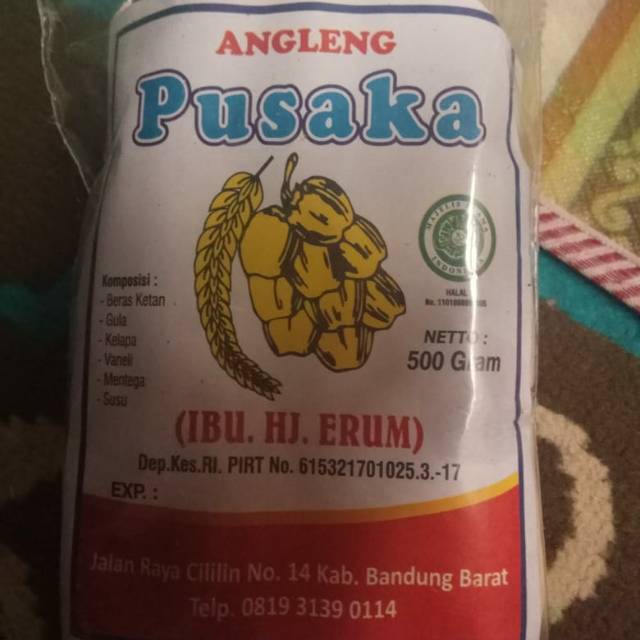 ANGLENG
Pusaka
Komposisi :
- Beras Ketan
- Gula
- Kelapa
- Vaneli
- Mentega
- Susu
INDONESIA
HALAL
NETTO :
500 Gram
(IBU. HJ. ERUM)
Dep.Kes.RI. PIRT No. 615321701025.3.-17
EXP. :
Jalan Raya Cililin No. 14 Kab. Bandung Barat
Telp. 0819 3139 0114